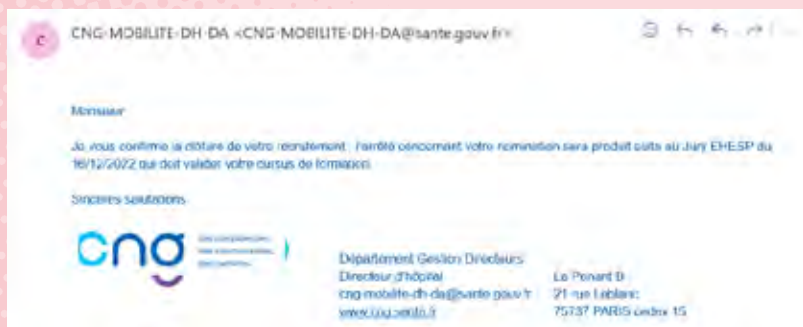 c
CNG-MOBILITE-DH-DA <CNG-MOBILITE-DH-DA@sante.gouv.fr>
Monsieur
Je vous confirme la clôture de votre recrutement : l'arrêté concernant votre nomination sera produit suite au Jury EHESP du
16/12/2022 qui doit valider votre cursus de formation.
Sincères salutations
cng
Département Gestion Directeurs
Directeur d'hôpital
cng-mobilite-dh-da@sante.gouv.fr
www.cng.sante.fr
Le Ponant B
21 rue Leblanc
75737 PARIS cedex 15